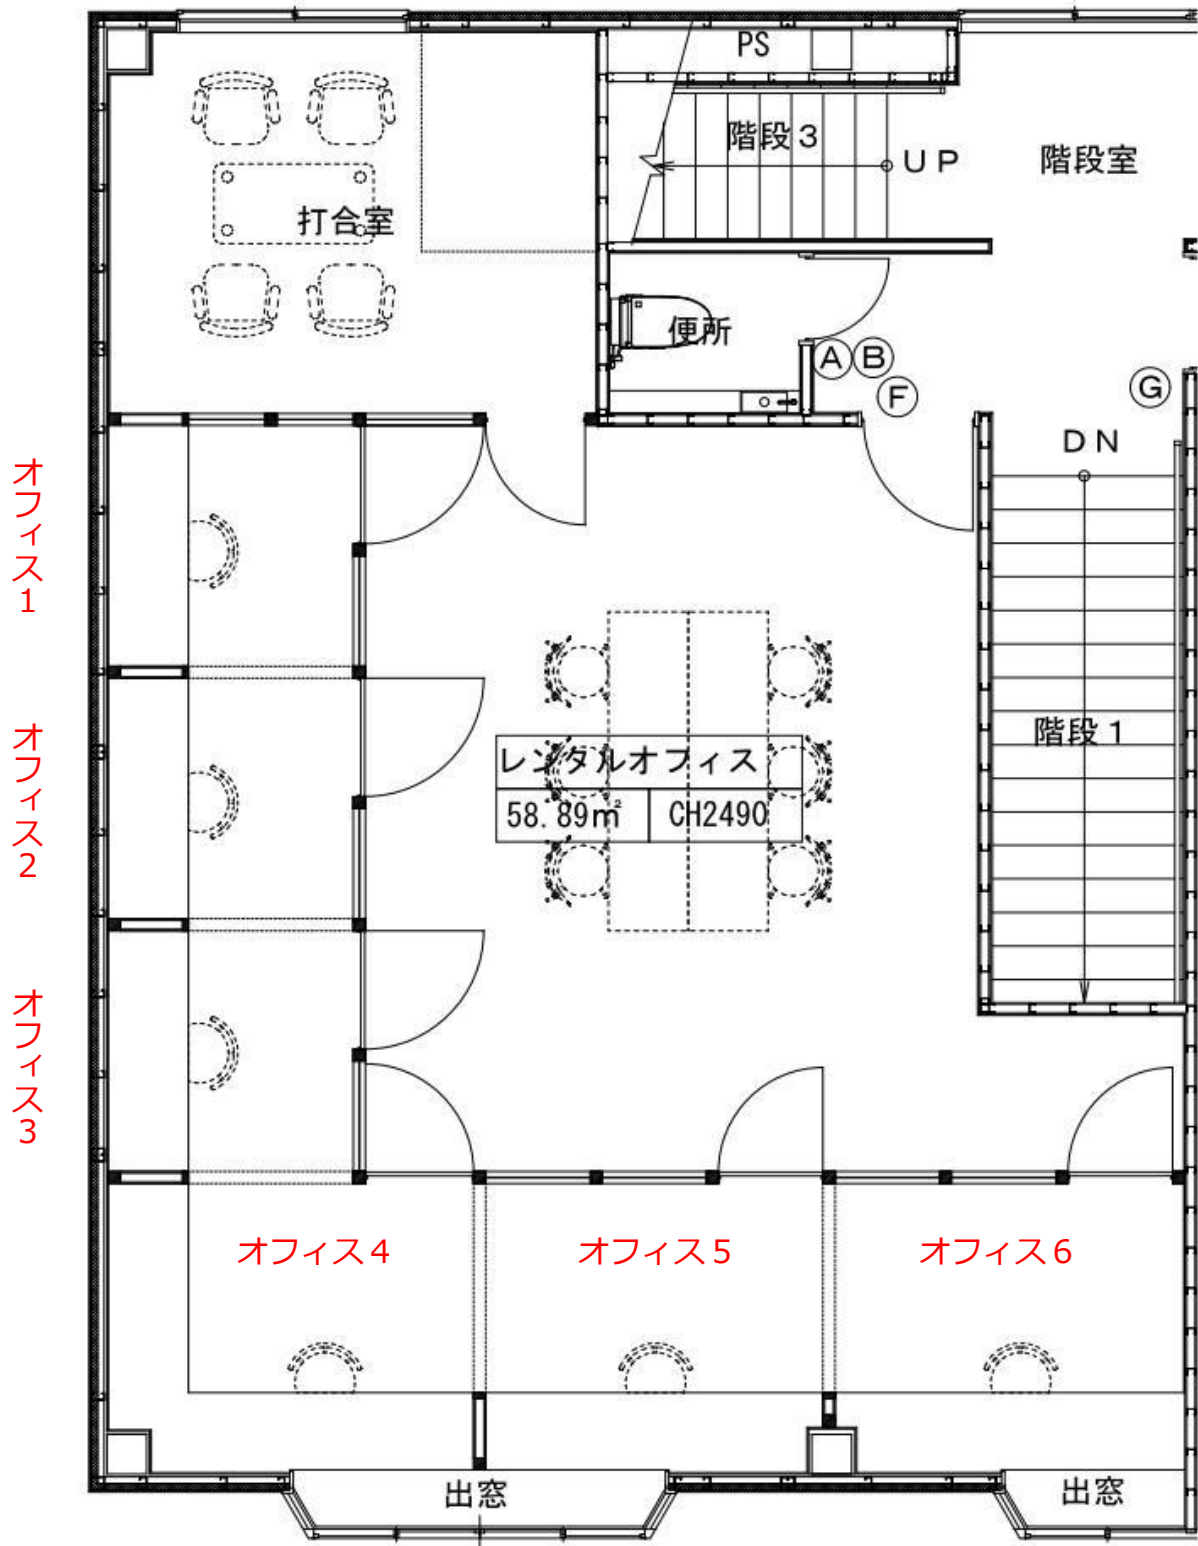 PS
階段3
UP
階段室
打合室
便所
A
B
F
G
DN
オフィス1
階段1
オフィス2
レンタルオフィス
58.89㎡
CH2490
オフィス3
オフィス4
オフィス5
オフィス6
出窓
出窓